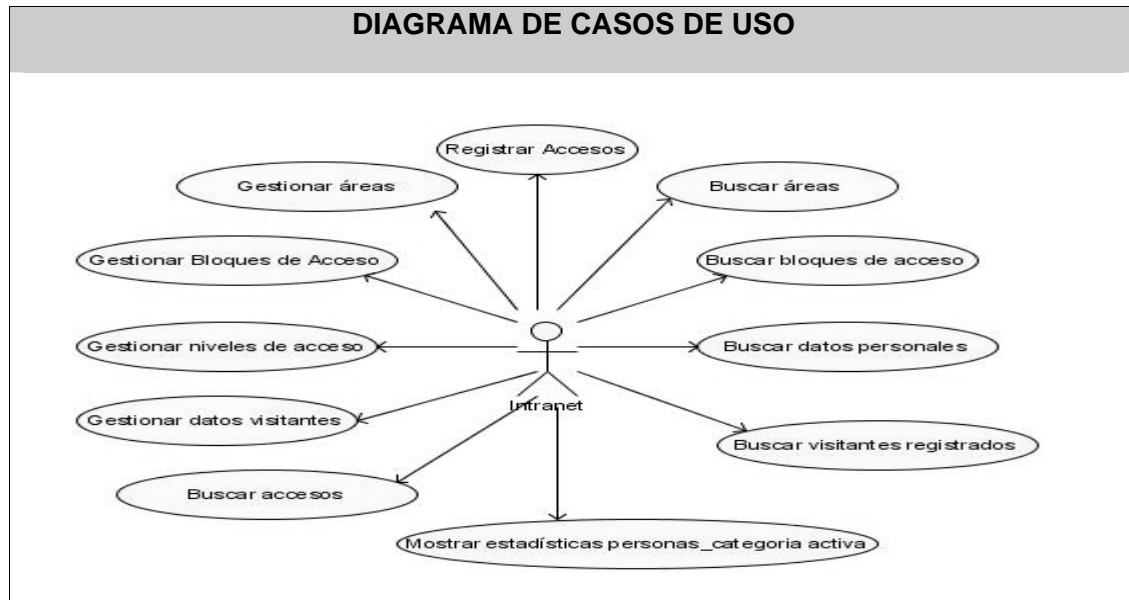 DIAGRAMA DE CASOS DE USO
Registrar Accesos
Gestionar áreas
Buscar áreas
Gestionar Bloques de Acceso
Buscar bloques de acceso
Gestionar niveles de acceso
Buscar datos personales
Intranet
Gestionar datos visitantes
Buscar visitantes registrados
Buscar accesos
Mostrar estadísticas personas_categoria activa